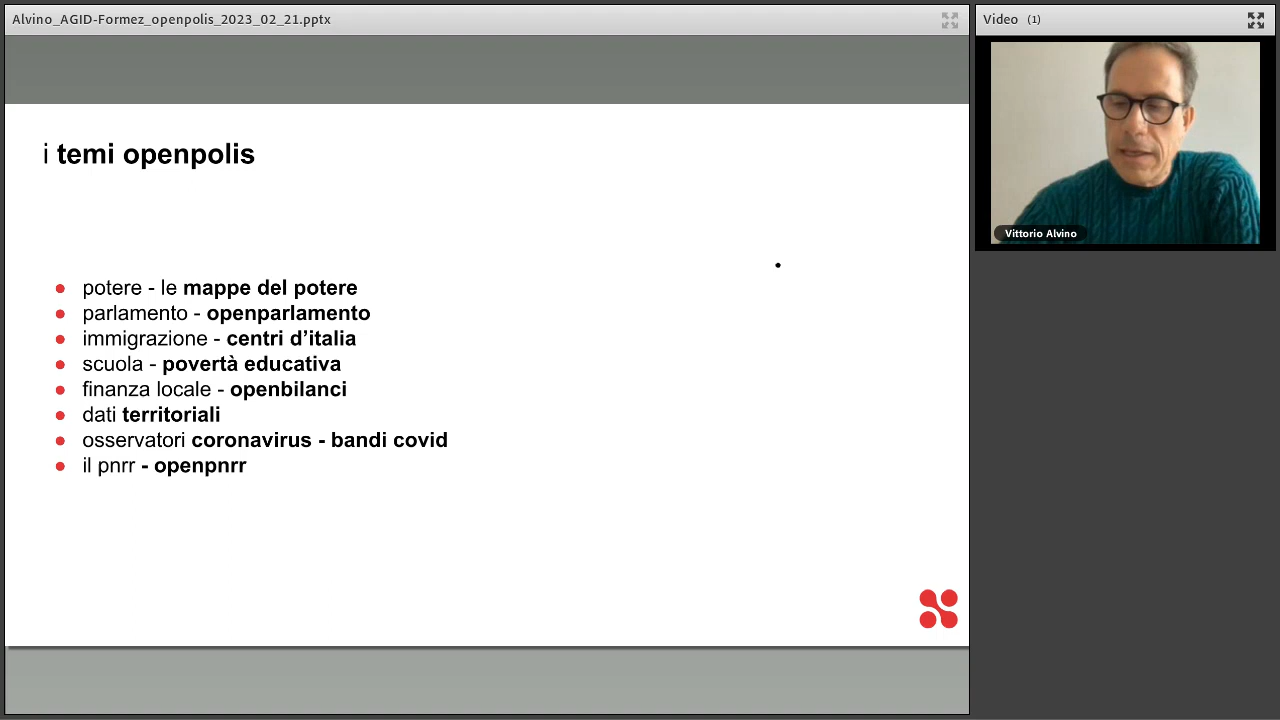 Alvino_AGID-Formez_openpolis_2023_02_21.pptx
Video (1)
Vittorio Alvino
i temi openpolis
potere - le mappe del potere
parlamento - openparlamento
immigrazione - centri d’italia
scuola - povertà educativa
finanza locale - openbilanci
dati territoriali
osservatori coronavirus - bandi covid
il pnrr - openpnrr